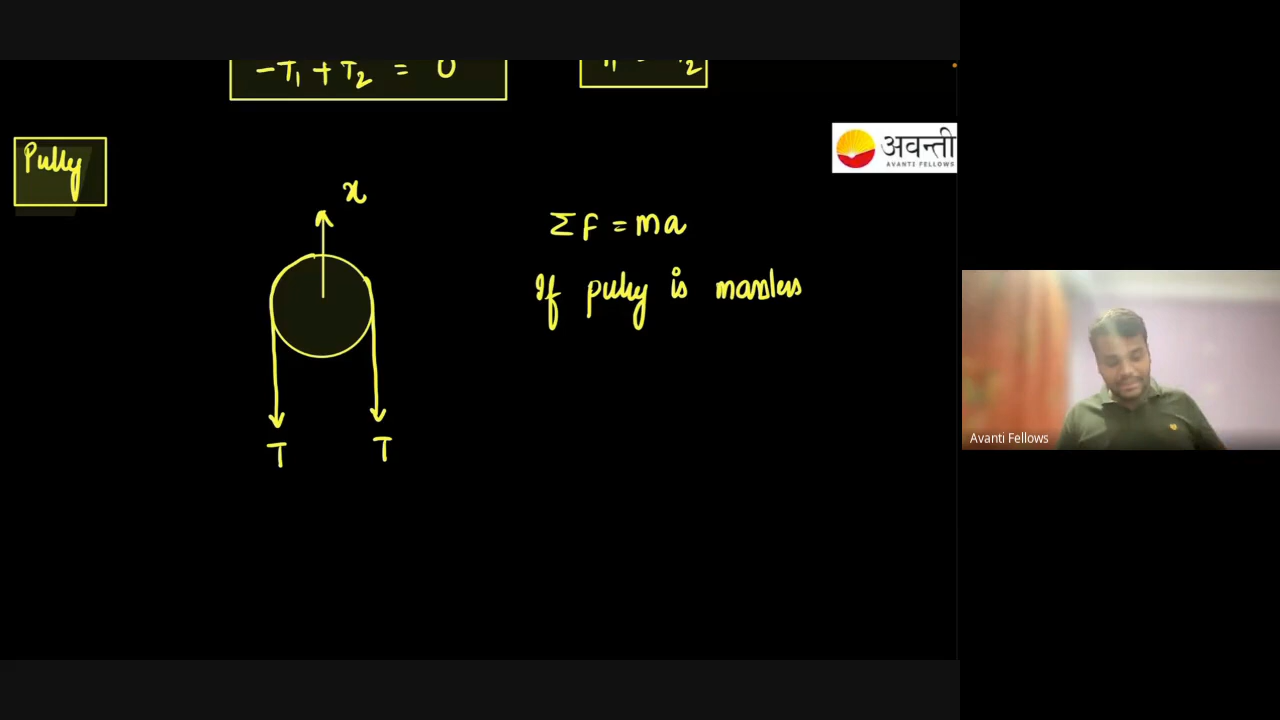 -T₁ + T₂ = 0
Pully
अवन्ती
AVANTI FELLOWS
x
ΣF = ma
If pully is massless
T T
Avanti Fellows